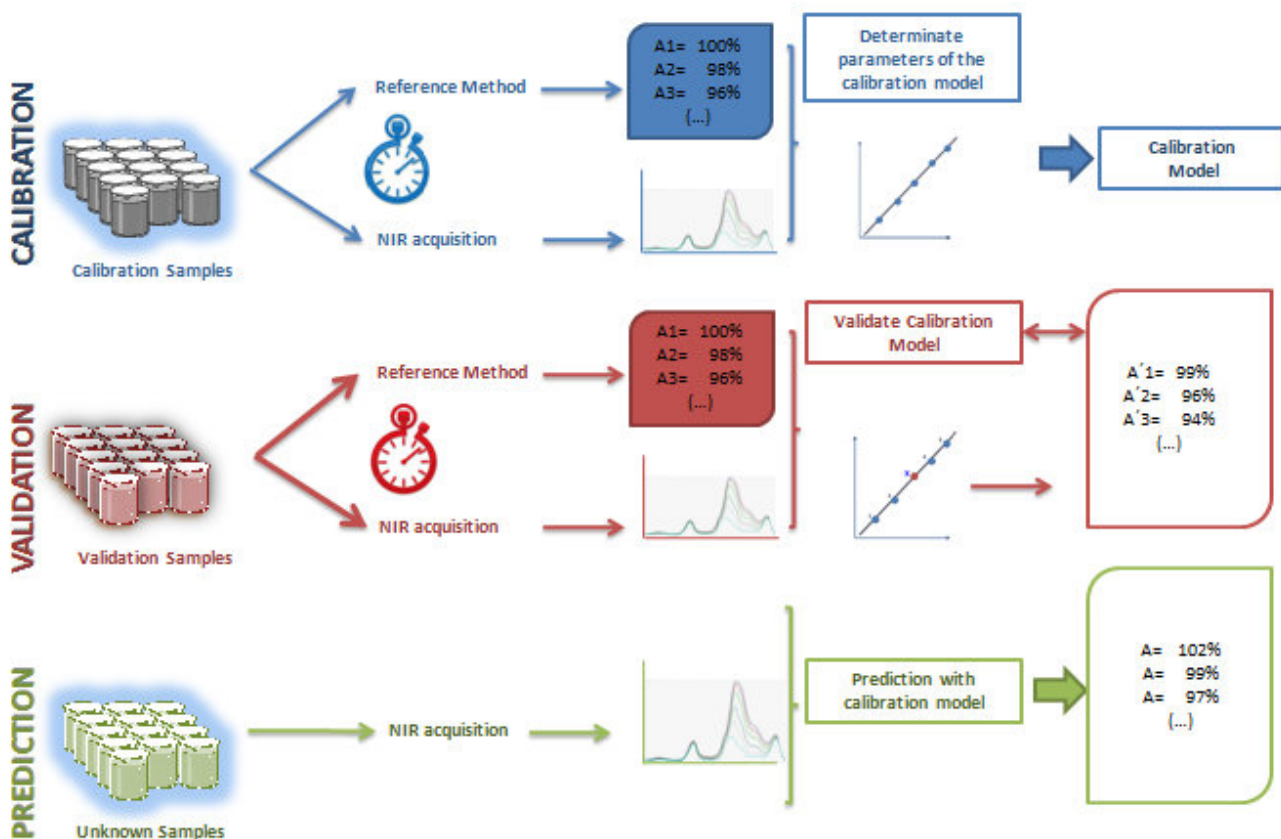 CALIBRATION
Calibration Samples
Reference Method
NIR acquisition
A1= 100%
A2= 98%
A3= 96%
(...)
Determinate
parameters of the
calibration model
Calibration
Model
VALIDATION
Validation Samples
Reference Method
NIR acquisition
A1= 100%
A2= 98%
A3= 96%
(...)
Validate Calibration
Model
A´1= 99%
A´2= 96%
A´3= 94%
(...)
PREDICTION
Unknown Samples
NIR acquisition
Prediction with
calibration model
A= 102%
A= 99%
A= 97%
(...)